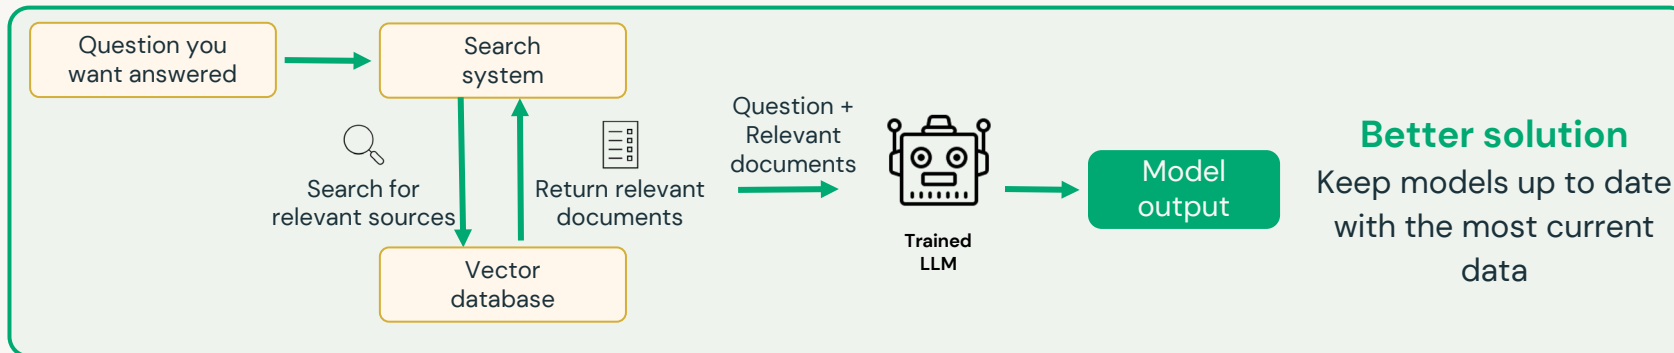 Question you
want answered
Search
system
Search for
relevant sources
Return relevant
documents
Vector
database
Question +
Relevant
documents
Trained
LLM
Model
output
Better solution
Keep models up to date
with the most current
data